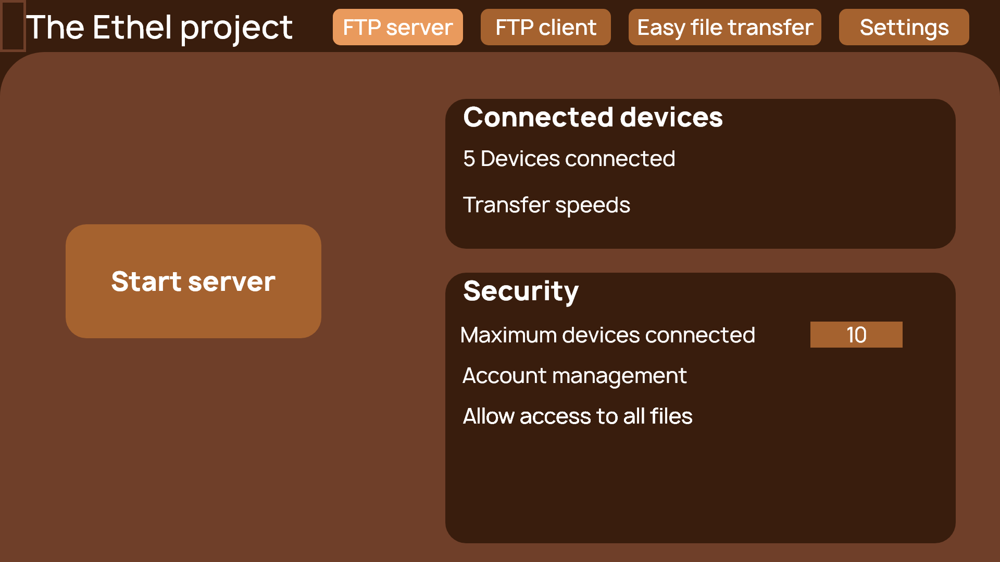 The Ethel project
FTP server
FTP client
Easy file transfer
Settings
Start server
Connected devices
5 Devices connected
Transfer speeds
Security
Maximum devices connected
10
Account management
Allow access to all files